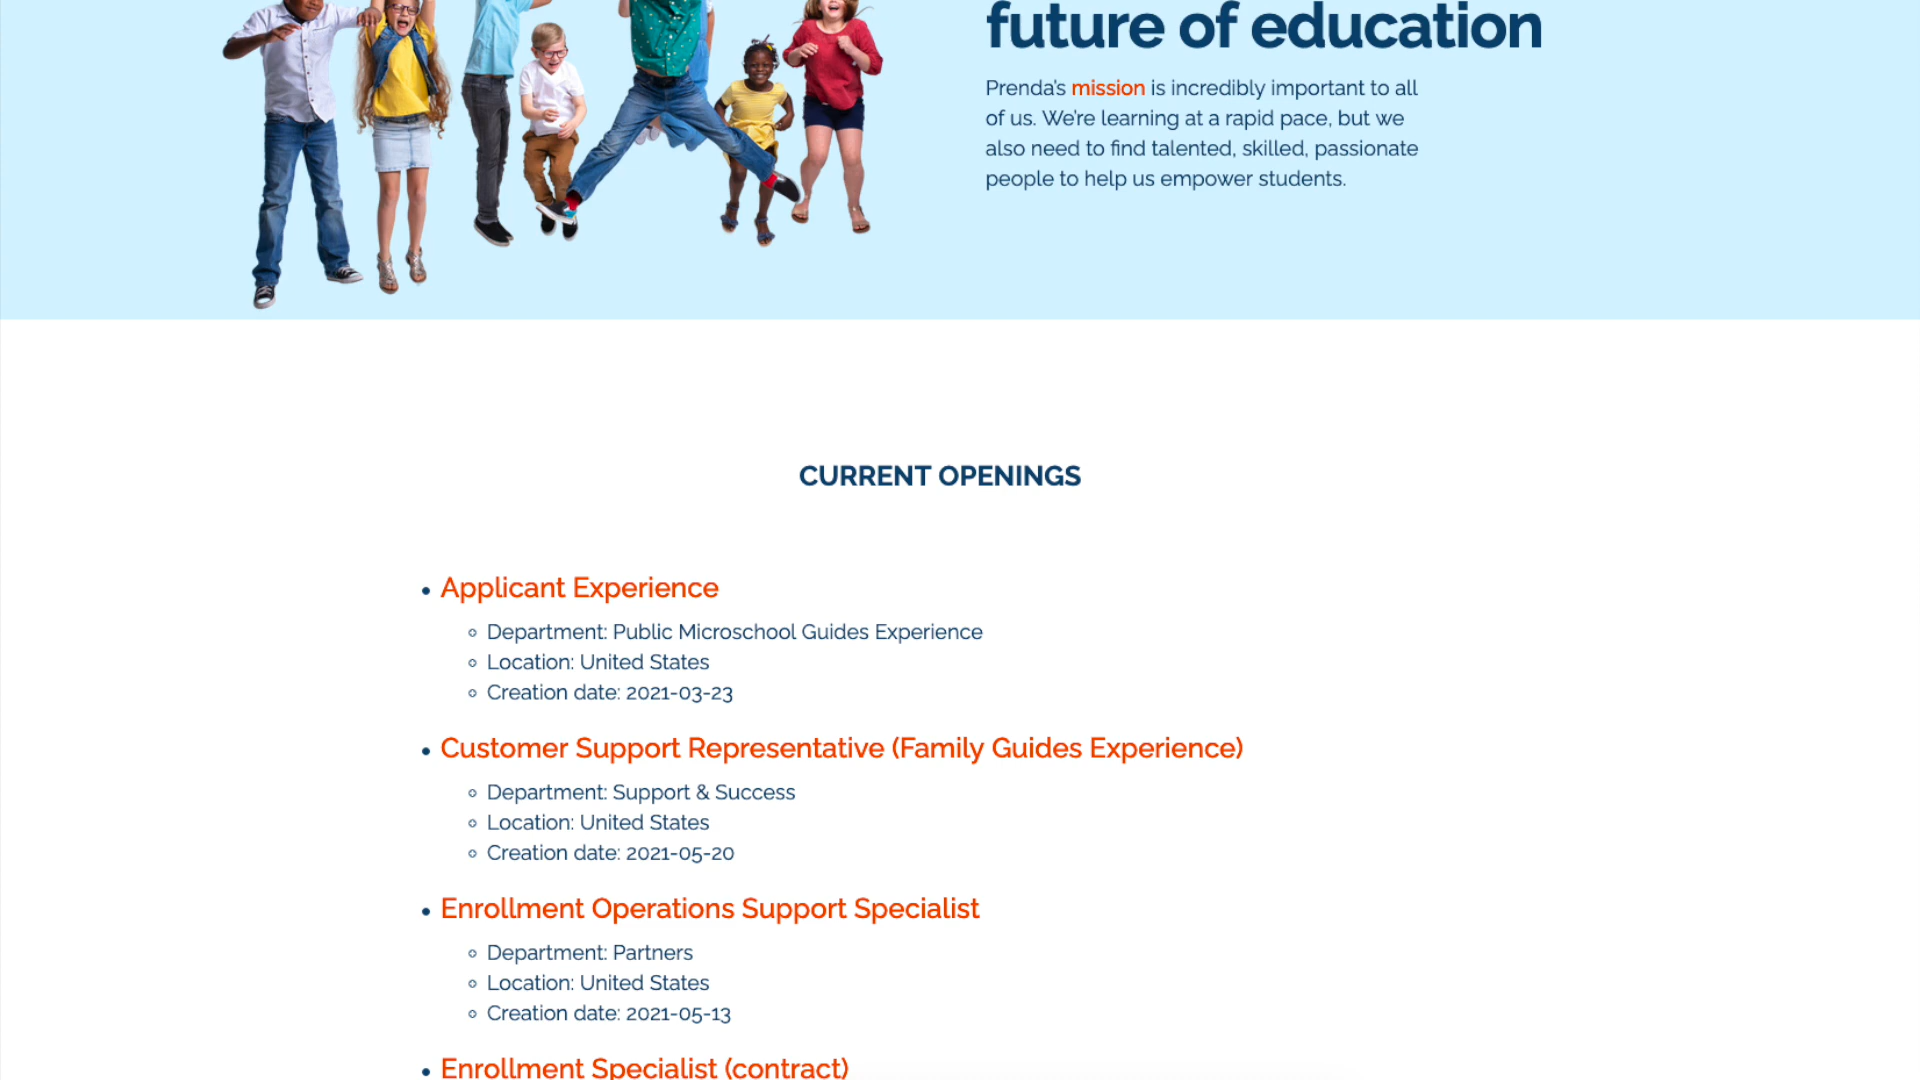 future of education
Prenda's mission is incredibly important to all
of us. We're learning at a rapid pace, but we
also need to find talented, skilled, passionate
people to help us empower students.
CURRENT OPENINGS
Applicant Experience
Department: Public Microschool Guides Experience
Location: United States
Creation date: 2021-03-23
Customer Support Representative (Family Guides Experience)
Department: Support & Success
Location: United States
Creation date: 2021-05-20
Enrollment Operations Support Specialist
Department: Partners
Location: United States
Creation date: 2021-05-13
Enrollment Specialist (contract)